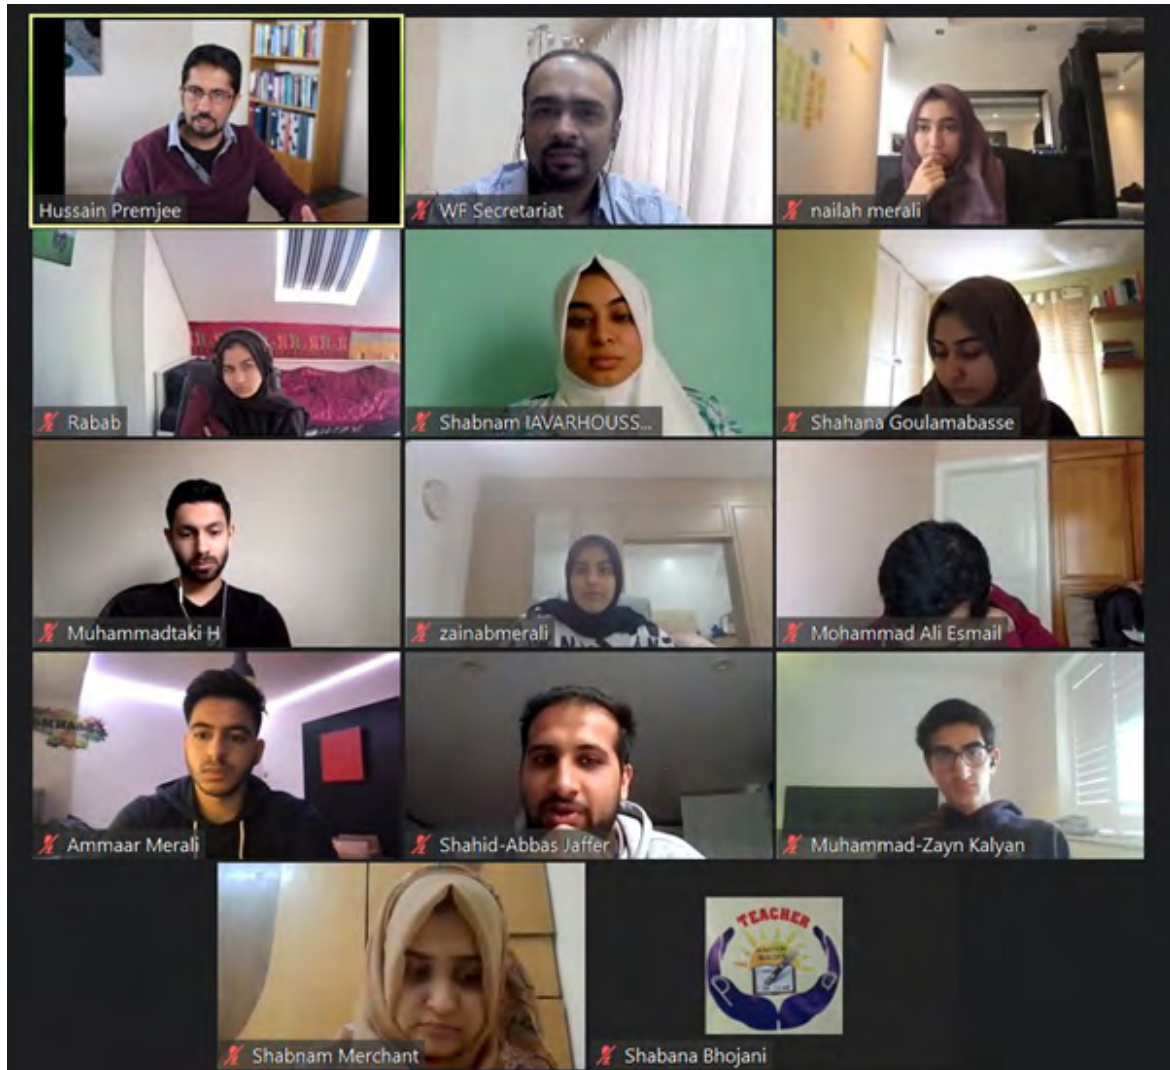 Hussain Premjee
WF Secretariat
nailah merali
Rabab
Shabnam IAVARHOUSS...
Shahana Goulamabasse
Muhammadtaki H
zainabmerali
Mohammad Ali Esmail
Ammaar Merali
Shahid-Abbas Jaffer
Muhammad-Zayn Kalyan
TEACHER
Shabnam Merchant
Shabana Bhojani